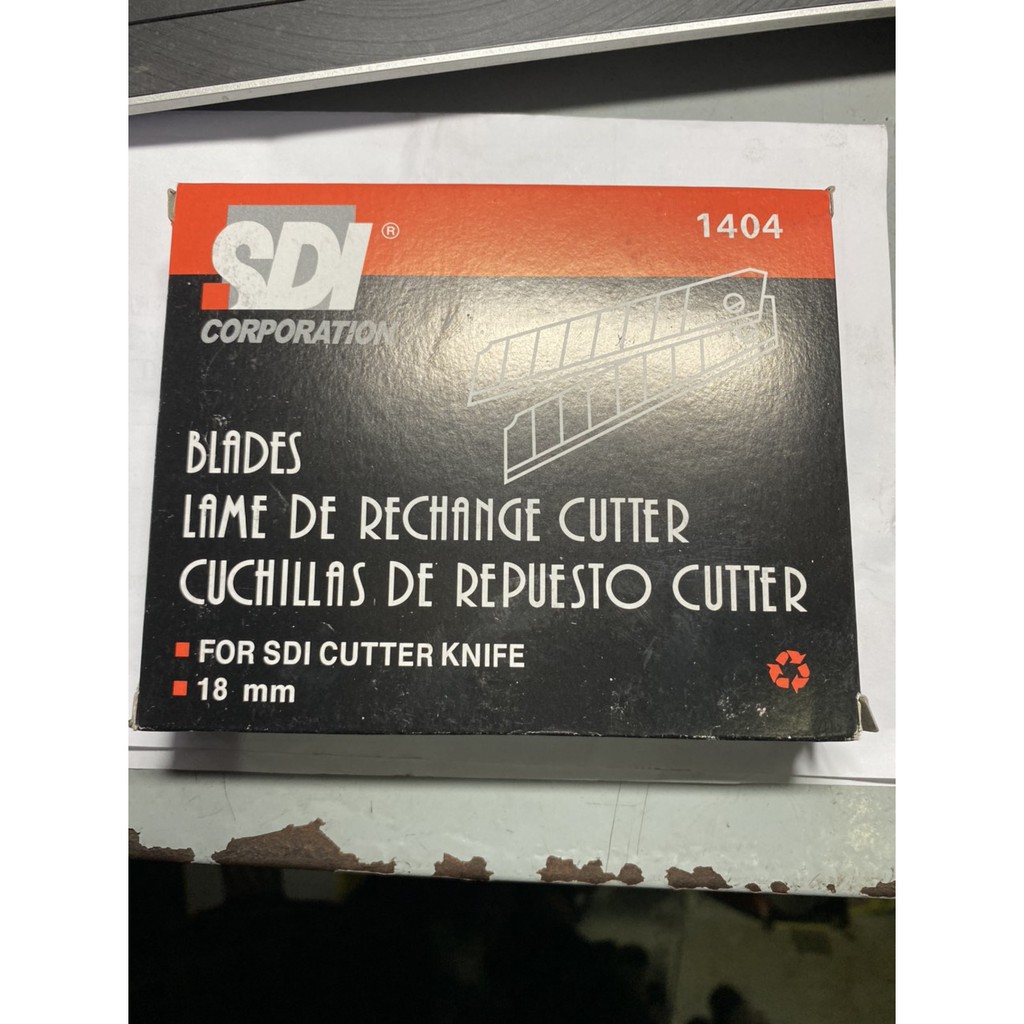 SDI®
1404
CORPORATION
BLADES
LAME DE RECHANGE CUTTER
CUCHILLAS DE REPUESTO CUTTER
FOR SDI CUTTER KNIFE
18 mm